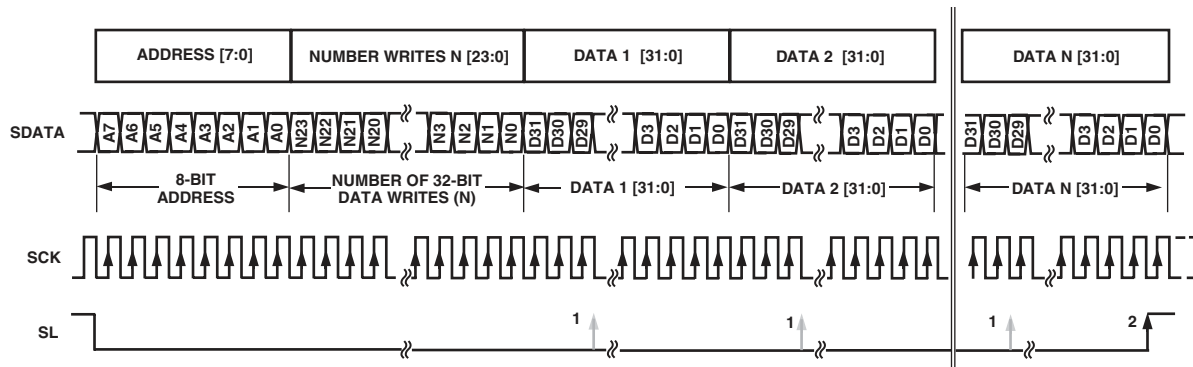 ADDRESS [7:0] NUMBER WRITES N [23:0] DATA 1 [31:0] DATA 2 [31:0] DATA N [31:0]
SDATA A7 A6 A5 A4 A3 A2 A1 A0 N23 N22 N21 N20 N3 N2 N1 N0 D31 D30 D29 D3 D2 D1 D0 D31 D30 D29 D3 D2 D1 D0 D31 D30 D29 D3 D2 D1 D0
8-BIT ADDRESS NUMBER OF 32-BIT DATA WRITES (N) DATA 1 [31:0] DATA 2 [31:0] DATA N [31:0]
SCK
SL 1 1 1 2